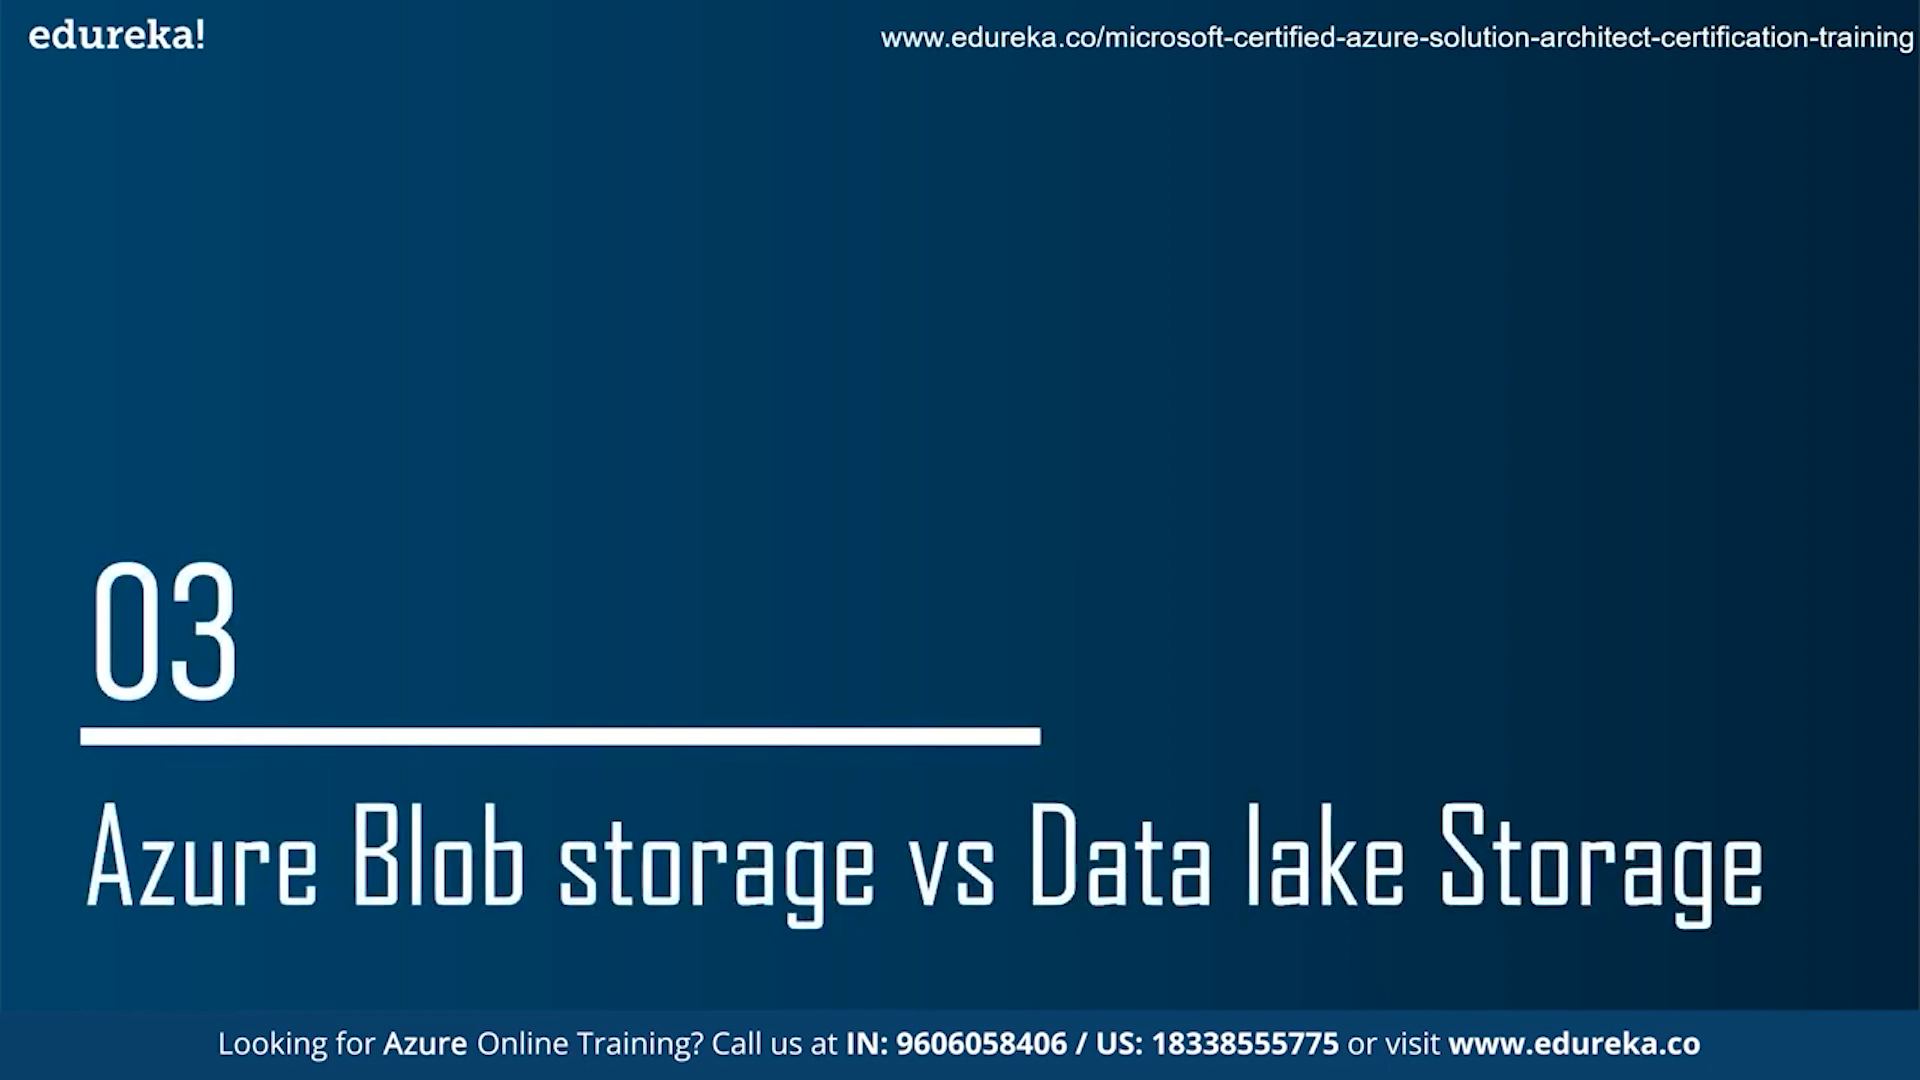 edureka!
www.edureka.co/microsoft-certified-azure-solution-architect-certification-training
03
Azure Blob storage vs Data lake Storage
Looking for Azure Online Training? Call us at IN: 9606058406 / US: 18338555775 or visit www.edureka.co